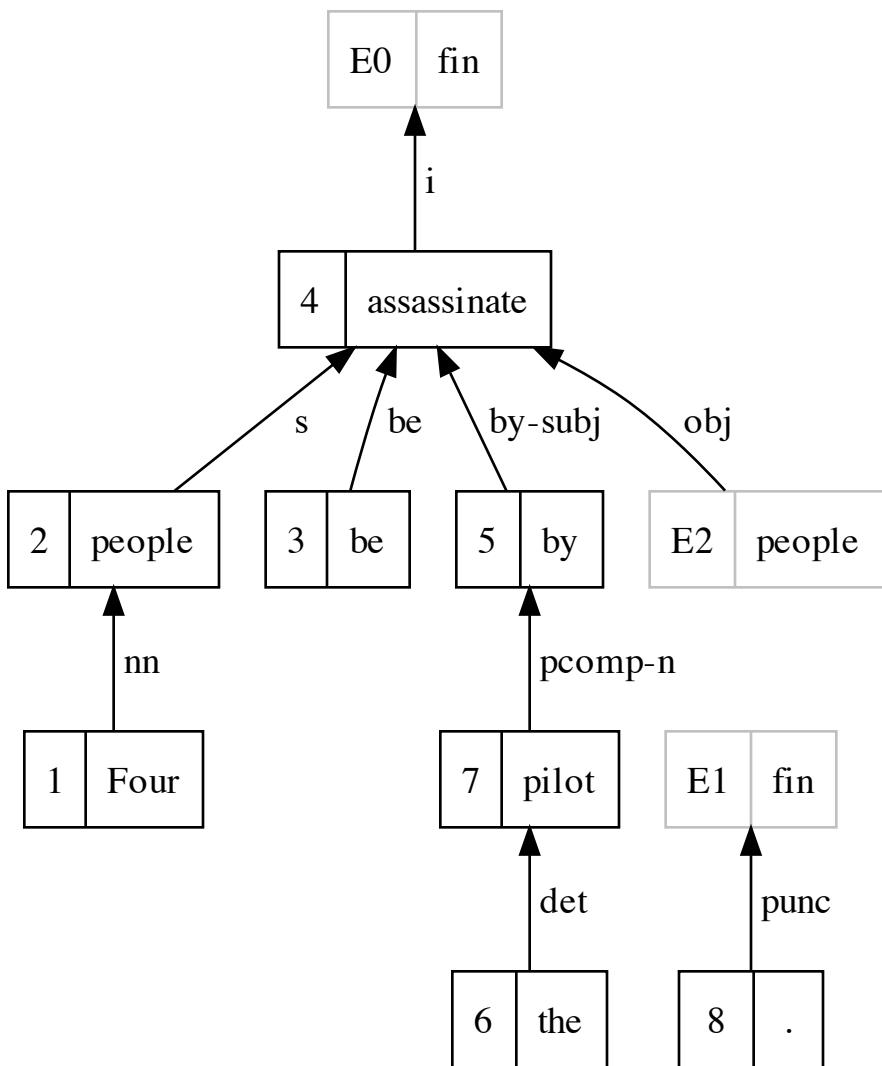 E0 fin
i
4 assassinate
s be by-subj obj
2 people 3 be 5 by E2 people
nn pcomp-n
1 Four 7 pilot E1 fin
det punc
6 the 8 .